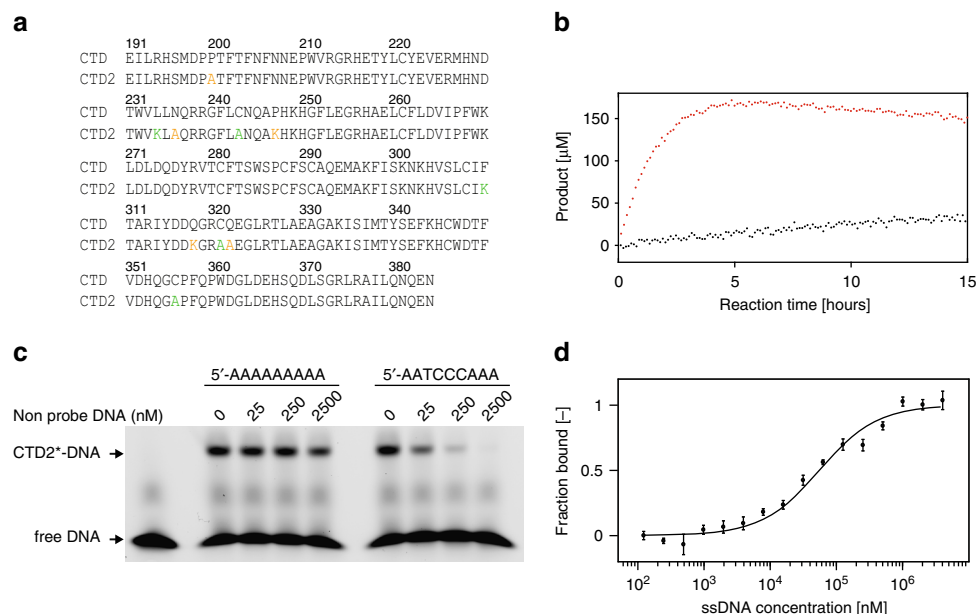 a
191 200 210 220
CTD EILRHSMDPPTFTFNFNNEPWVRGRHETYLCYEVERMHND
CTD2 EILRHSMDPATFTFNFNNEPWVRGRHETYLCYEVERMHND
231 240 250 260
CTD TWVLLNQRRGFLCNQAPHKHGFLEGRHAELCFLDVIPFWK
CTD2 TWVKLAQRRGFLANQAKHKHGFLEGRHAELCFLDVIPFWK
271 280 290 300
CTD LDLDQDYRVTCFTSWSPCFSCAQEMAKFISKNKHVSLCIF
CTD2 LDLDQDYRVTCFTSWSPCFSCAQEMAKFISKNKHVSLCIK
311 320 330 340
CTD TARIYDDQGRCQEGLRTLAEAGAKISIMTYSEFKHCWDTF
CTD2 TARIYDDKGRAAEGLRTLAEAGAKISIMTYSEFKHCWDTF
351 360 370 380
CTD VDHQGCPFQPWDGLDEHSQDLSGRLRAILQNQEN
CTD2 VDHQGAPFQPWDGLDEHSQDLSGRLRAILQNQEN
b
Product [µM]
150
100
50
0
0 5 10 15
Reaction time [hours]
c
5′-AAAAAAAAA 5′-AATCCCAAA
Non probe DNA (nM) 0 25 250 2500 0 25 250 2500
CTD2*-DNA
free DNA
d
Fraction bound [–]
1
0.5
0
10² 10³ 10⁴ 10⁵ 10⁶
ssDNA concentration [nM]